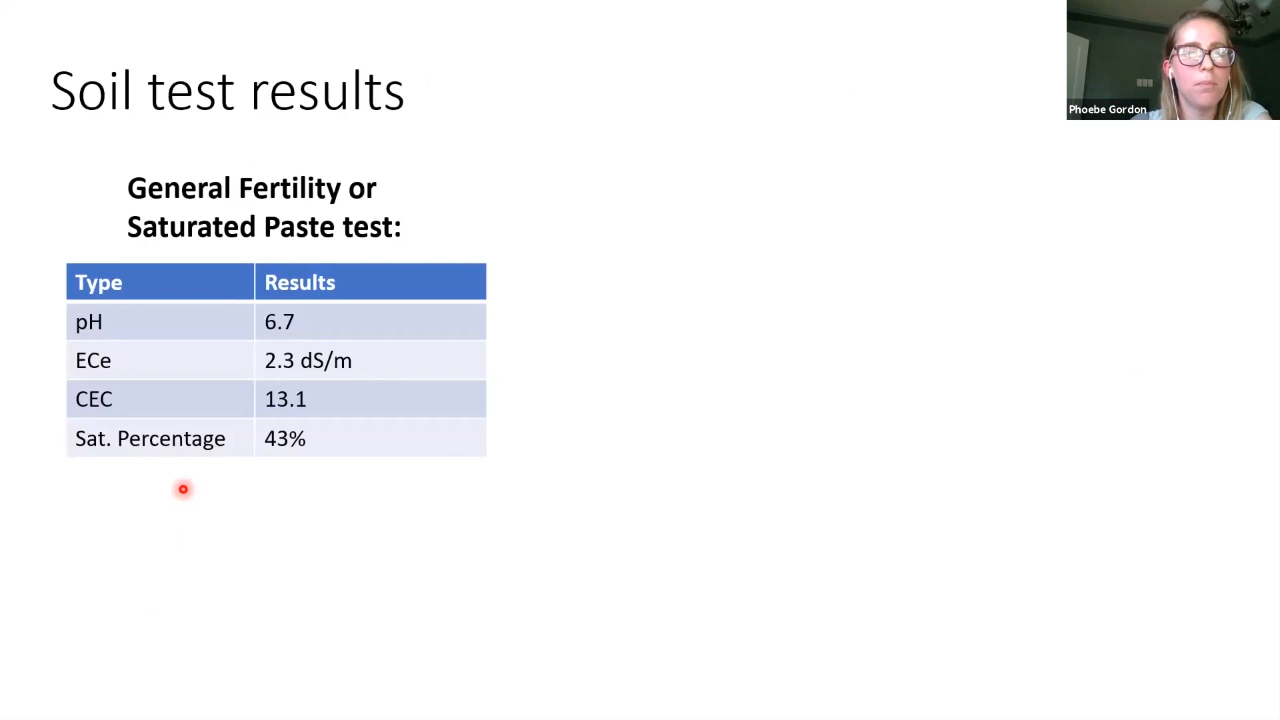 Soil test results
Phoebe Gordon
General Fertility or
Saturated Paste test:
Type Results
pH 6.7
ECe 2.3 dS/m
CEC 13.1
Sat. Percentage 43%